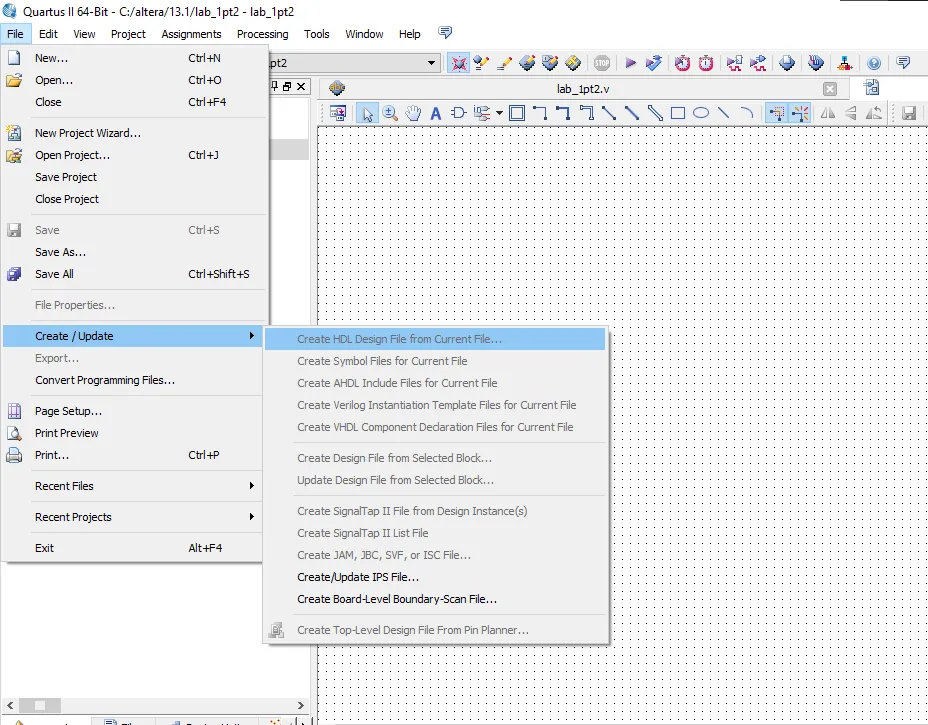 Quartus II 64-Bit - C:/altera/13.1/lab_1pt2 - lab_1pt2
File Edit View Project Assignments Processing Tools Window Help
New... Ctrl+N
pt2
STOP
Open... Ctrl+O
lab_1pt2.v
Close Ctrl+F4
A
New Project Wizard...
Open Project... Ctrl+J
Save Project
Close Project
Save Ctrl+S
Save As...
Save All Ctrl+Shift+S
File Properties...
Create / Update
Export...
Convert Programming Files...
Page Setup...
Print Preview
Print... Ctrl+P
Recent Files
Recent Projects
Exit Alt+F4
Create HDL Design File from Current File...
Create Symbol Files for Current File
Create AHDL Include Files for Current File
Create Verilog Instantiation Template Files for Current File
Create VHDL Component Declaration Files for Current File
Create Design File from Selected Block...
Update Design File from Selected Block...
Create SignalTap II File from Design Instance(s)
Create SignalTap II List File
Create JAM, JBC, SVF, or ISC File...
Create/Update IPS File...
Create Board-Level Boundary-Scan File...
Create Top-Level Design File From Pin Planner...